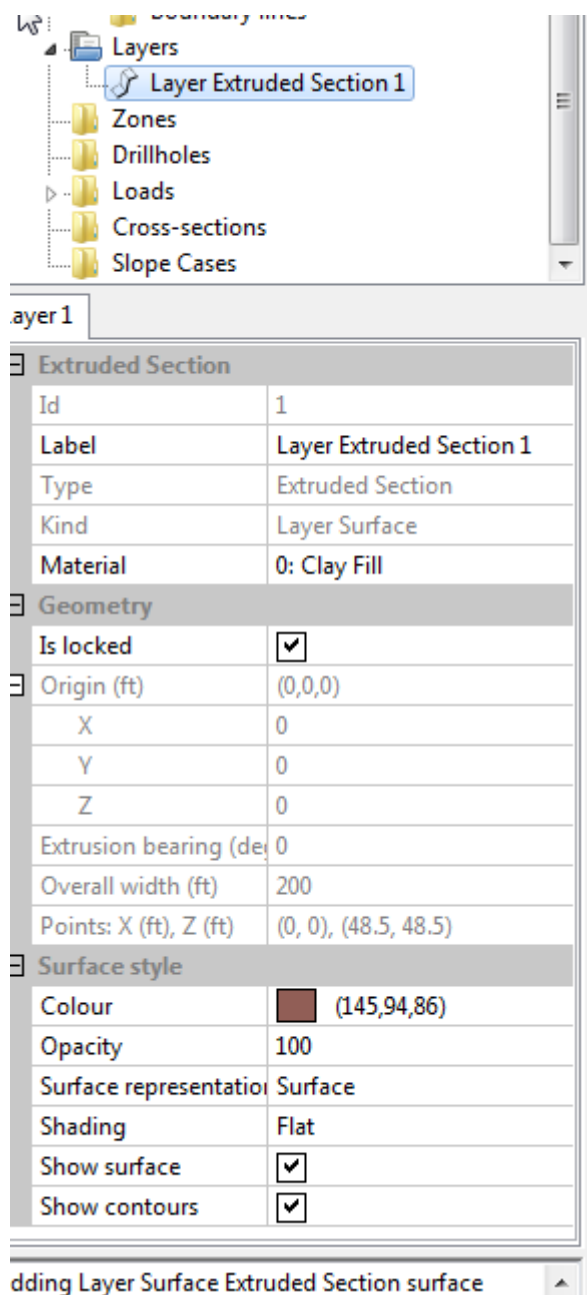 Boundary lines
Layers
Layer Extruded Section 1
Zones
Drillholes
Loads
Cross-sections
Slope Cases
ayer 1
Extruded Section
Id 1
Label Layer Extruded Section 1
Type Extruded Section
Kind Layer Surface
Material 0: Clay Fill
Geometry
Is locked
Origin (ft) (0,0,0)
X 0
Y 0
Z 0
Extrusion bearing (deg 0
Overall width (ft) 200
Points: X (ft), Z (ft) (0, 0), (48.5, 48.5)
Surface style
Colour (145,94,86)
Opacity 100
Surface representation Surface
Shading Flat
Show surface
Show contours
dding Layer Surface Extruded Section surface